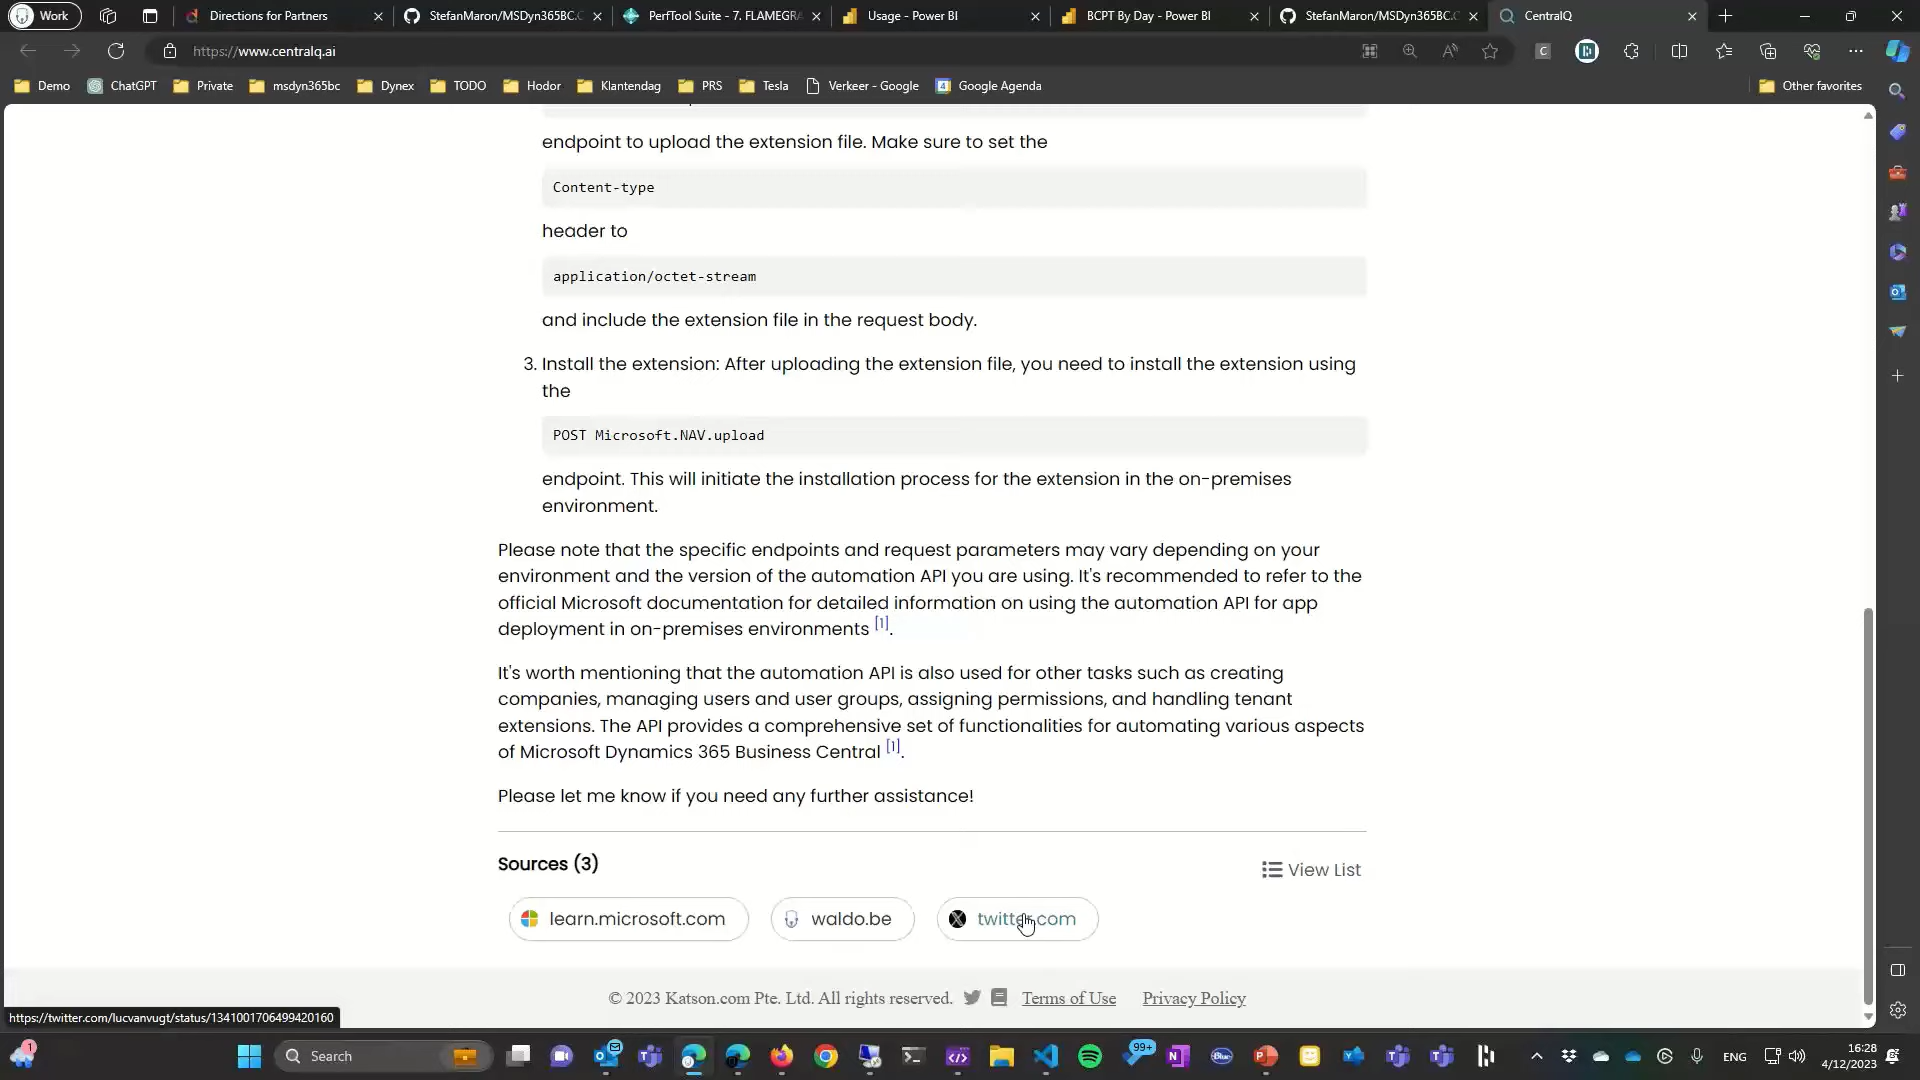 Work
Directions for Partners
StefanMaron/MSDyn365BC.C
PerfTool Suite - 7. FLAMEGRA
Usage - Power BI
BCPT By Day - Power BI
StefanMaron/MSDyn365BC.C
CentralQ
https://www.centralq.ai
Demo
ChatGPT
Private
msdyn365bc
Dynex
TODO
Hodor
Klantendag
PRS
Tesla
Verkeer - Google
Google Agenda
Other favorites
endpoint to upload the extension file. Make sure to set the
Content-type
header to
application/octet-stream
and include the extension file in the request body.
3. Install the extension: After uploading the extension file, you need to install the extension using
the
POST Microsoft.NAV.upload
endpoint. This will initiate the installation process for the extension in the on-premises
environment.
Please note that the specific endpoints and request parameters may vary depending on your
environment and the version of the automation API you are using. It's recommended to refer to the
official Microsoft documentation for detailed information on using the automation API for app
deployment in on-premises environments [1].
It's worth mentioning that the automation API is also used for other tasks such as creating
companies, managing users and user groups, assigning permissions, and handling tenant
extensions. The API provides a comprehensive set of functionalities for automating various aspects
of Microsoft Dynamics 365 Business Central [1].
Please let me know if you need any further assistance!
Sources (3)
View List
learn.microsoft.com
waldo.be
twitter.com
© 2023 Katson.com Pte. Ltd. All rights reserved.
Terms of Use
Privacy Policy
https://twitter.com/lucvanvugt/status/1341001706499420160
1
Search
99+
Blue
ENG
16:28
4/12/2023